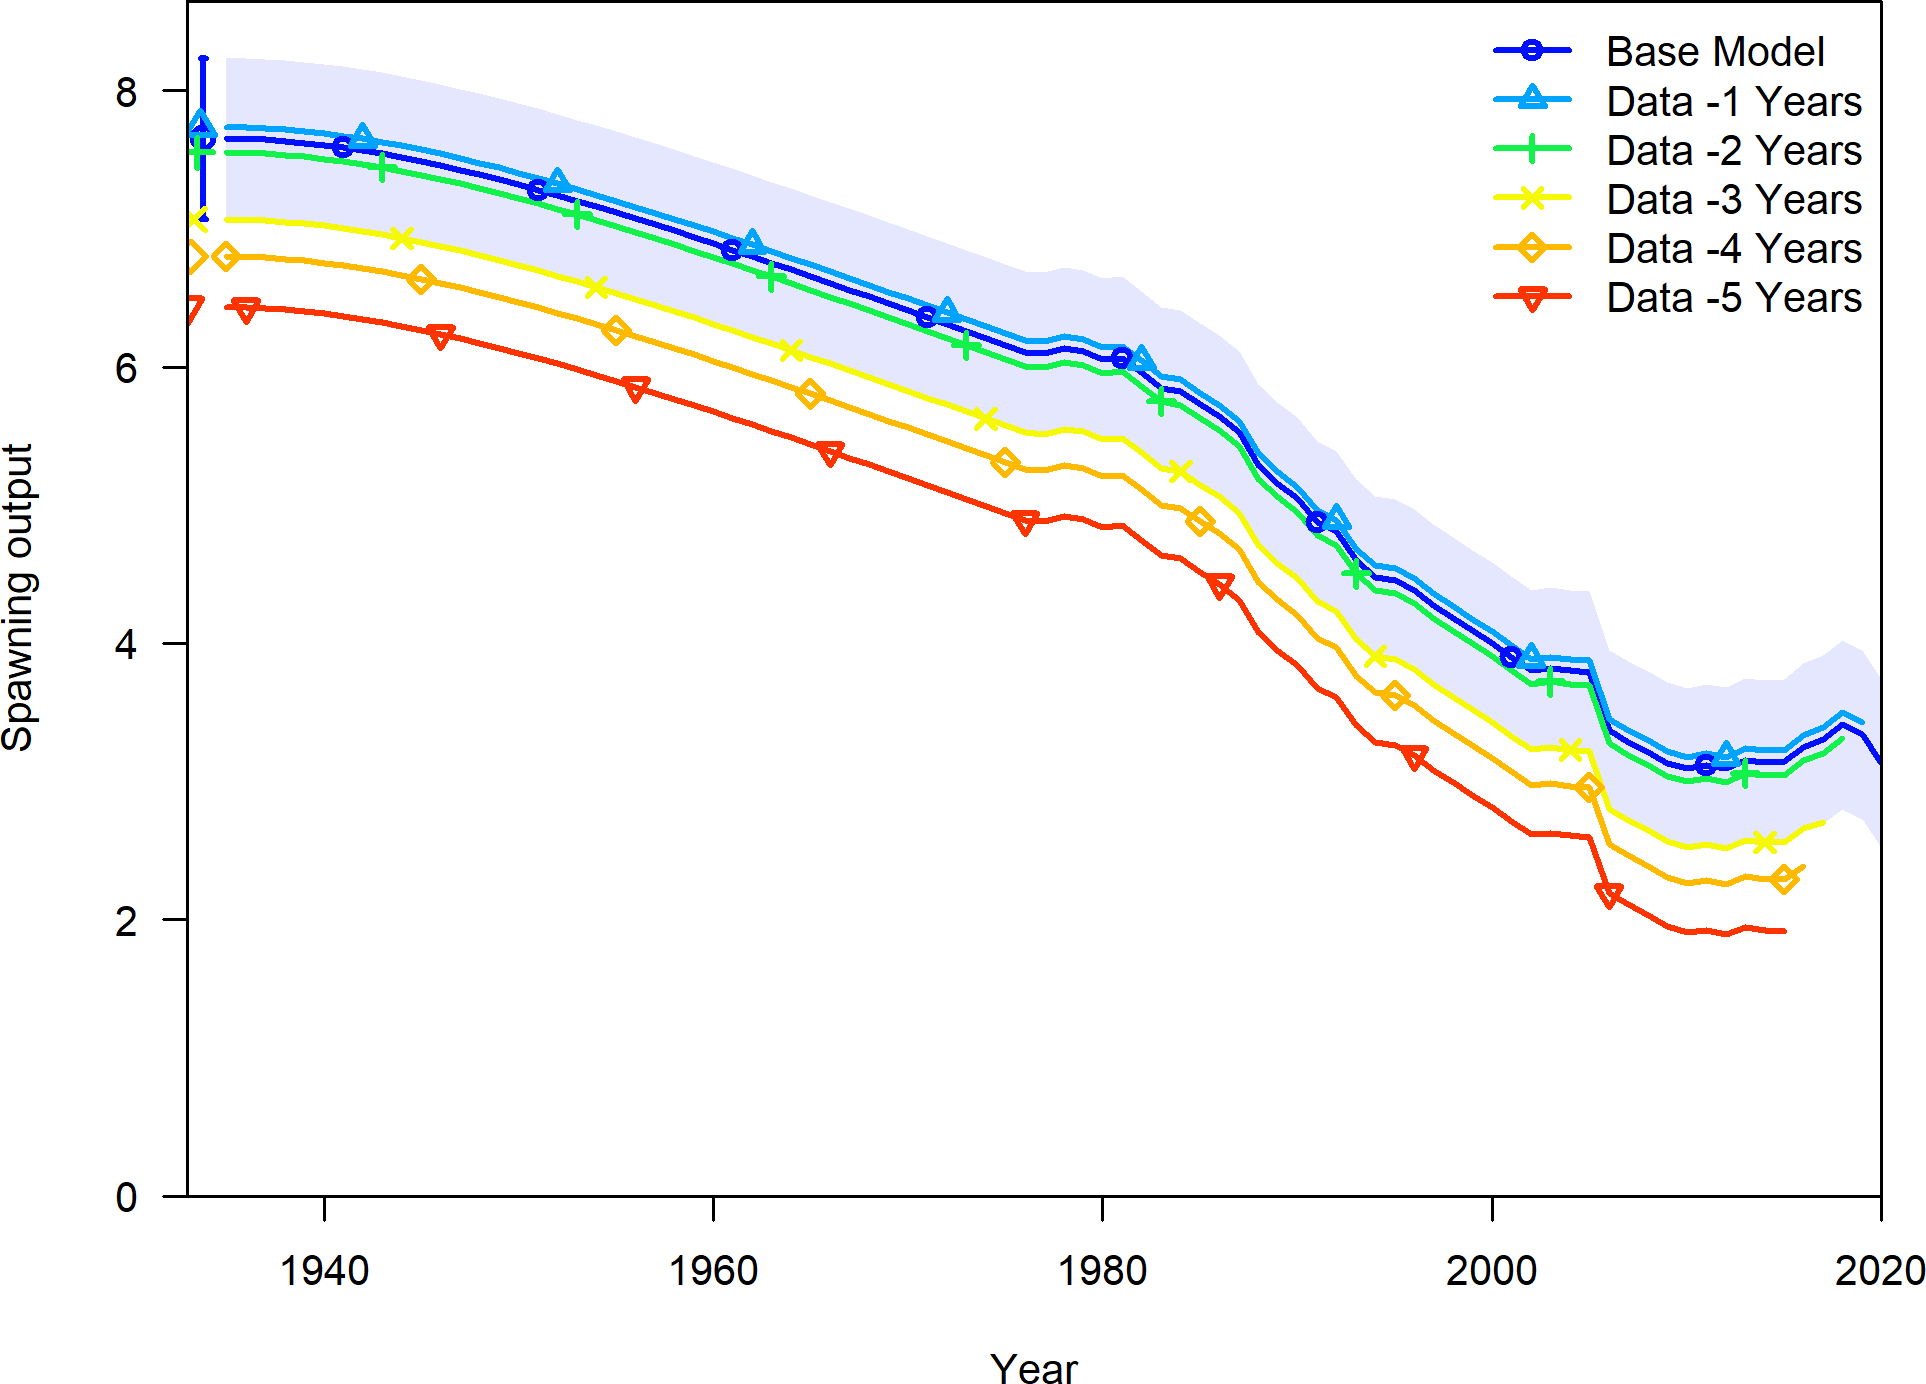 Base Model
Data -1 Years
Data -2 Years
Data -3 Years
Data -4 Years
Data -5 Years
Spawning output
8
6
4
2
0
1940 1960 1980 2000 2020
Year